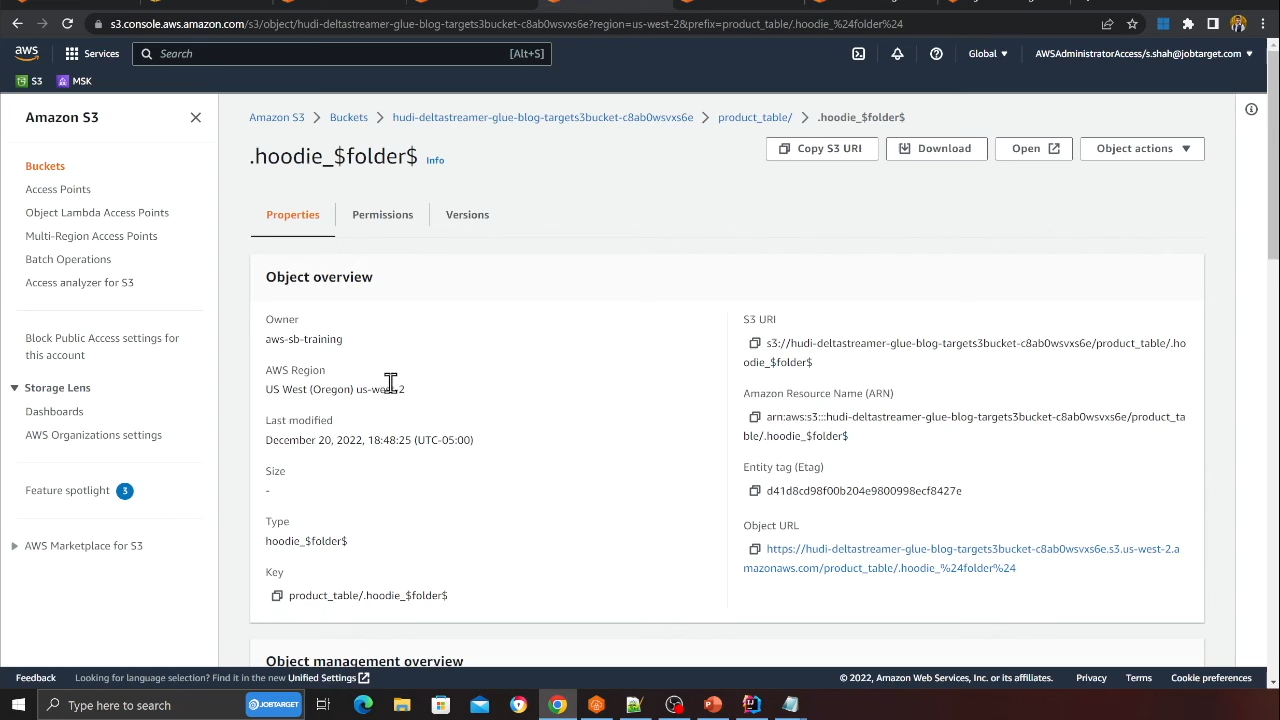 s3.console.aws.amazon.com/s3/object/hudi-deltastreamer-glue-blog-targets3bucket-c8ab0wsvxs6e?region=us-west-2&prefix=product_table/.hoodie_%24folder%24
aws Services Search [Alt+S] Global AWSAdministratorAccess/s.shah@jobtarget.com
S3 MSK
Amazon S3
Buckets
Access Points
Object Lambda Access Points
Multi-Region Access Points
Batch Operations
Access analyzer for S3
Block Public Access settings for
this account
Storage Lens
Dashboards
AWS Organizations settings
Feature spotlight 3
AWS Marketplace for S3
Amazon S3 Buckets hudi-deltastreamer-glue-blog-targets3bucket-c8ab0wsvxs6e product_table/ .hoodie_$folder$
.hoodie_$folder$ Info
Copy S3 URI Download Open Object actions
Properties Permissions Versions
Object overview
Owner
aws-sb-training
AWS Region
US West (Oregon) us-west-2
Last modified
December 20, 2022, 18:48:25 (UTC-05:00)
Size
-
Type
hoodie_$folder$
Key
product_table/.hoodie_$folder$
S3 URI
s3://hudi-deltastreamer-glue-blog-targets3bucket-c8ab0wsvxs6e/product_table/.ho
odie_$folder$
Amazon Resource Name (ARN)
arn:aws:s3:::hudi-deltastreamer-glue-blog-targets3bucket-c8ab0wsvxs6e/product_ta
ble/.hoodie_$folder$
Entity tag (Etag)
d41d8cd98f00b204e9800998ecf8427e
Object URL
https://hudi-deltastreamer-glue-blog-targets3bucket-c8ab0wsvxs6e.s3.us-west-2.a
mazonaws.com/product_table/.hoodie_%24folder%24
Object management overview
Feedback Looking for language selection? Find it in the new Unified Settings © 2022, Amazon Web Services, Inc. or its affiliates. Privacy Terms Cookie preferences
Type here to search JOBTARGET